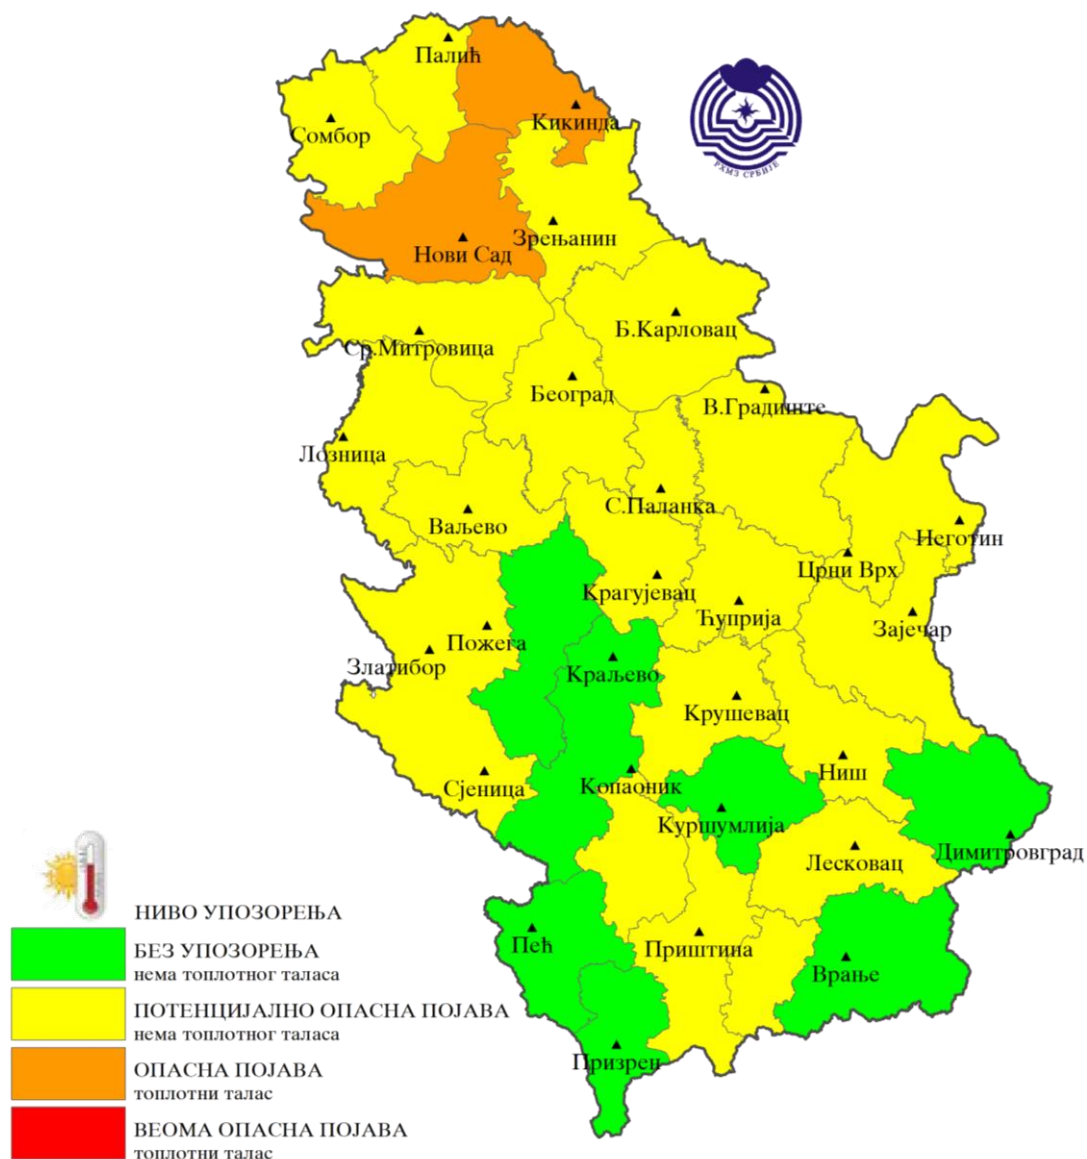 Палић
Кикинда
Сомбор
РХМЗ СРБИЈЕ
Зрењанин
Нови Сад
Б.Карловац
Ср.Митровица
Београд
В.Градиште
Лозница
С.Паланка
Ваљево
Неготин
Црни Врх
Крагујевац
Ћуприја
Зајечар
Пожега
Златибор
Краљево
Крушевац
Ниш
Сјеница
Копаоник
Куршумлија
Димитровград
Лесковац
Пећ
Приштина
Врање
Призрен
НИВО УПОЗОРЕЊА
БЕЗ УПОЗОРЕЊА
нема топлотног таласа
ПОТЕНЦИЈАЛНО ОПАСНА ПОЈАВА
нема топлотног таласа
ОПАСНА ПОЈАВА
топлотни талас
ВЕОМА ОПАСНА ПОЈАВА
топлотни талас